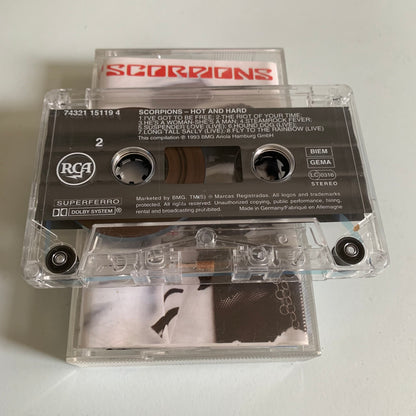 SCORPIONS
74321 15119 4
SCORPIONS – HOT AND HARD
1:I'VE GOT TO BE FREE; 2:THE RIOT OF YOUR TIME;
3:HE'S A WOMAN-SHE'S A MAN; 4:STEAMROCK FEVER;
5:SUSPENDER LOVE (LIVE); 6:HOUND DOG (LIVE);
7:LONG TALL SALLY (LIVE); 8:FLY TO THE RAINBOW (LIVE)
This compilation ℗ 1993 BMG Ariola Hamburg GmbH
2
RCA
BIEM
GEMA
LC 0316
STEREO
SUPERFERRO
DOLBY SYSTEM
Marketed by BMG. TM(S) ® Marcas Registradas. All logos and trademarks
protected. All rights reserved. Unauthorized copying, public performance, hiring,
rental and broadcasting prohibited. Made in Germany/Fabriqué en Allemagne